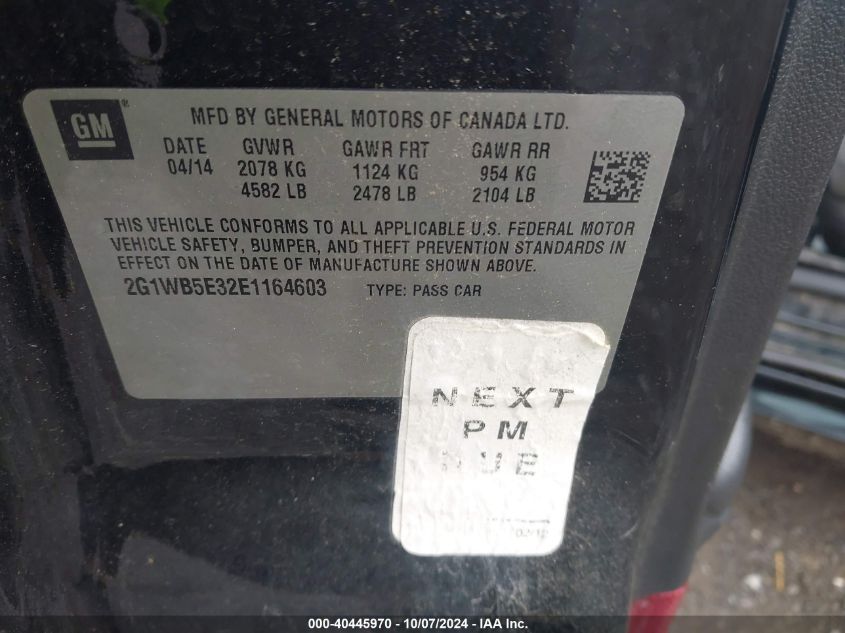 GM ®
MFD BY GENERAL MOTORS OF CANADA LTD.
DATE GVWR GAWR FRT GAWR RR
04/14 2078 KG 1124 KG 954 KG
4582 LB 2478 LB 2104 LB
THIS VEHICLE CONFORMS TO ALL APPLICABLE U.S. FEDERAL MOTOR
VEHICLE SAFETY, BUMPER, AND THEFT PREVENTION STANDARDS IN
EFFECT ON THE DATE OF MANUFACTURE SHOWN ABOVE.
2G1WB5E32E1164603 TYPE: PASS CAR
NEXT
PM
DUE
000-40445970 - 10/07/2024 - IAA Inc.